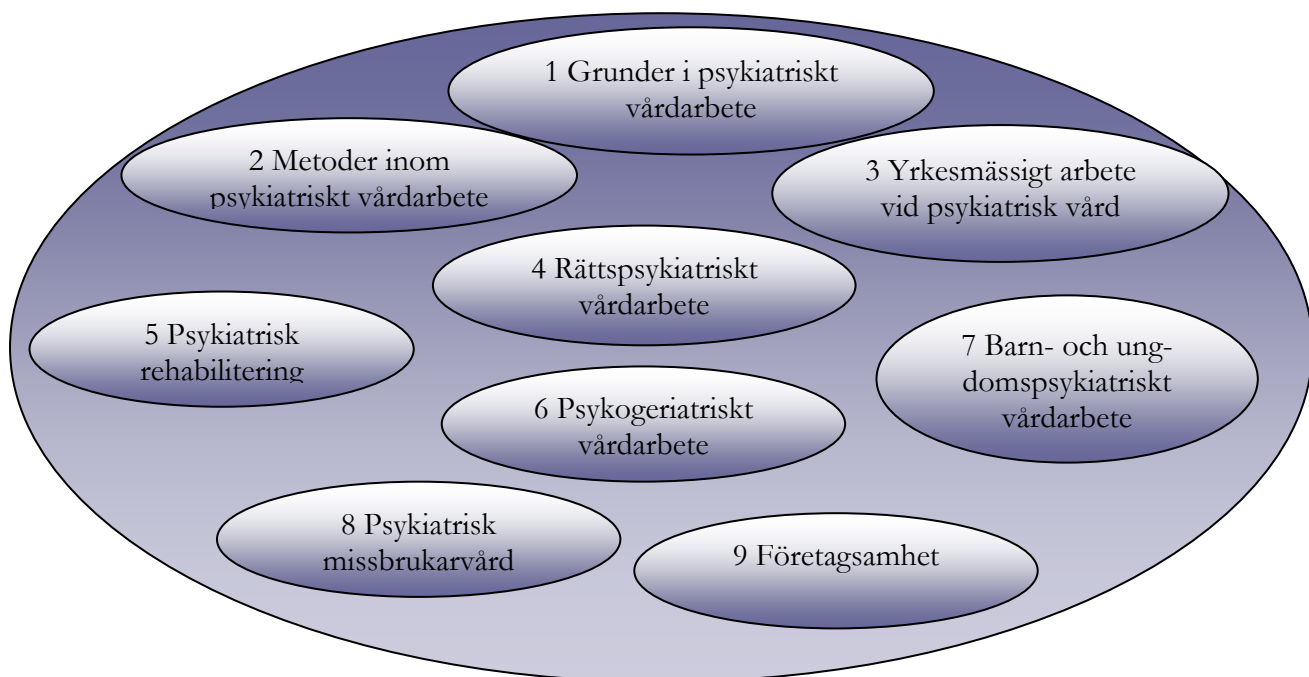 1 Grunder i psykiatriskt
vårdarbete
2 Metoder inom
psykiatriskt vårdarbete
3 Yrkesmässigt arbete
vid psykiatrisk vård
4 Rättspsykiatriskt
vårdarbete
5 Psykiatrisk
rehabilitering
7 Barn- och ung-
domspsykiatriskt
vårdarbete
6 Psykogeriatriskt
vårdarbete
8 Psykiatrisk
missbrukarvård
9 Företagsamhet